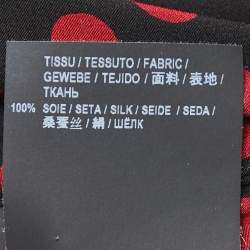 TISSU / TESSUTO / FABRIC /
GEWEBE / TEJIDO / 面料 / 表地 /
ТКАНЬ
100% SOIE / SETA / SILK / SEIDE / SEDA /
桑蚕丝 / 絹 / ШЁЛК